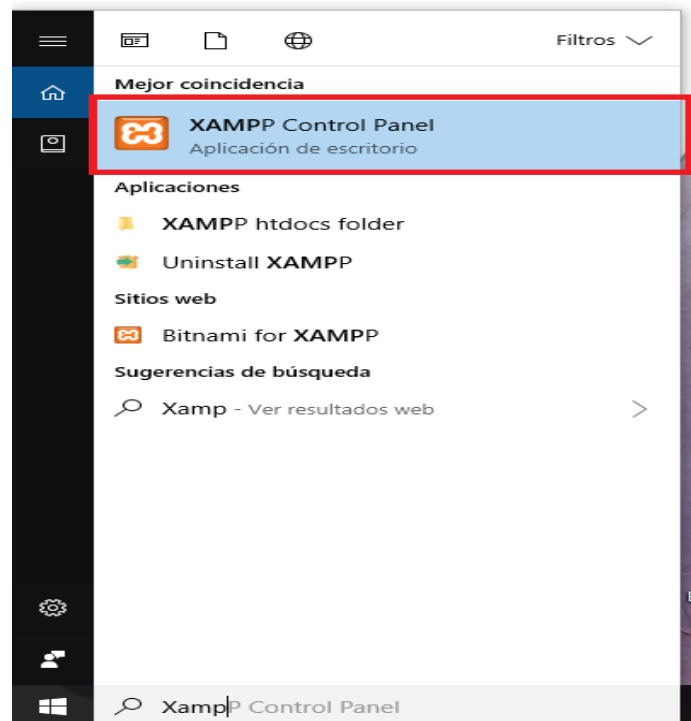 Filtros
Mejor coincidencia
XAMPP Control Panel
Aplicación de escritorio
Aplicaciones
XAMPP htdocs folder
Uninstall XAMPP
Sitios web
Bitnami for XAMPP
Sugerencias de búsqueda
Xamp - Ver resultados web
XampP Control Panel